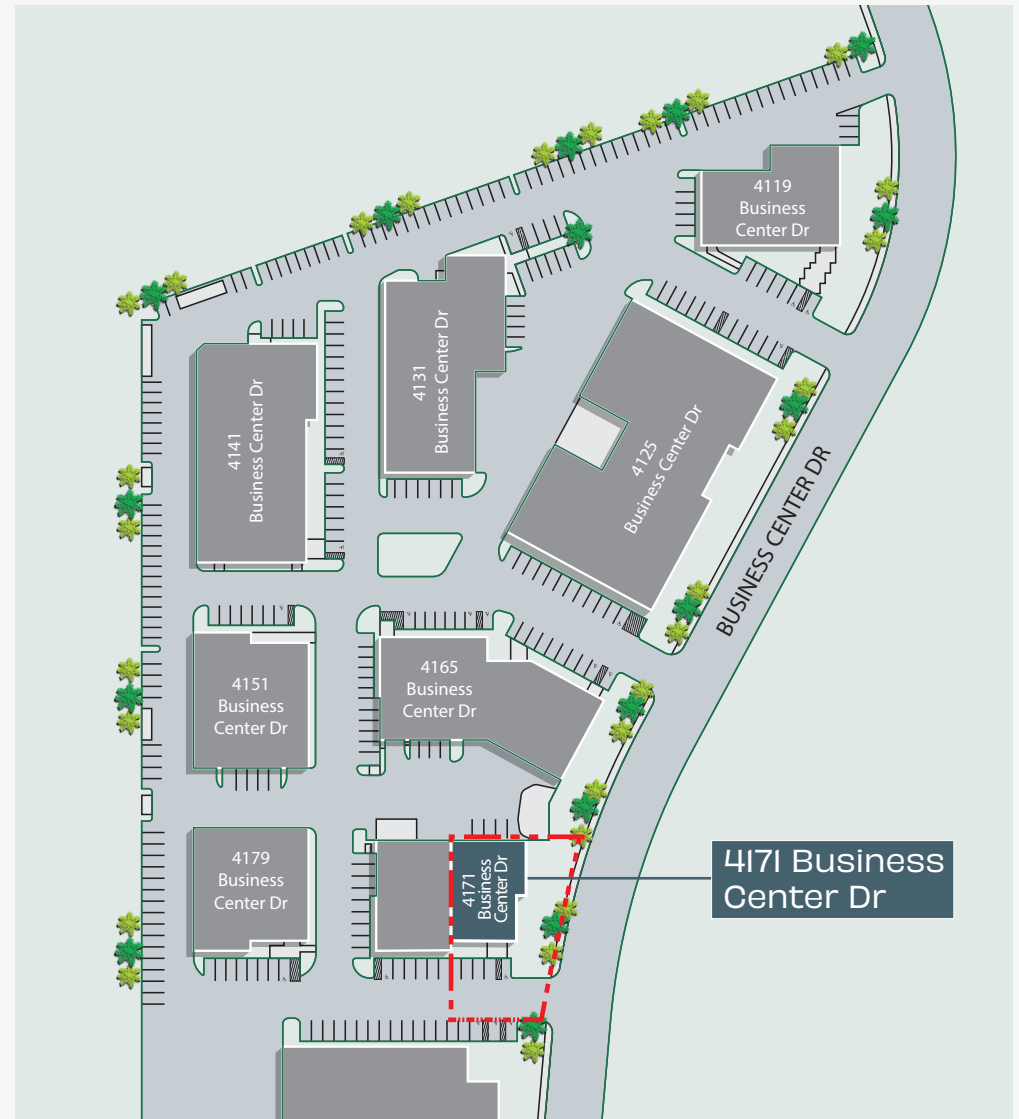 4119
Business
Center Dr
4131
Business Center Dr
4141
Business Center Dr
4125
Business Center Dr
BUSINESS CENTER DR
4151
Business
Center Dr
4165
Business
Center Dr
4179
Business
Center Dr
4171
Business
Center Dr
4171 Business
Center Dr